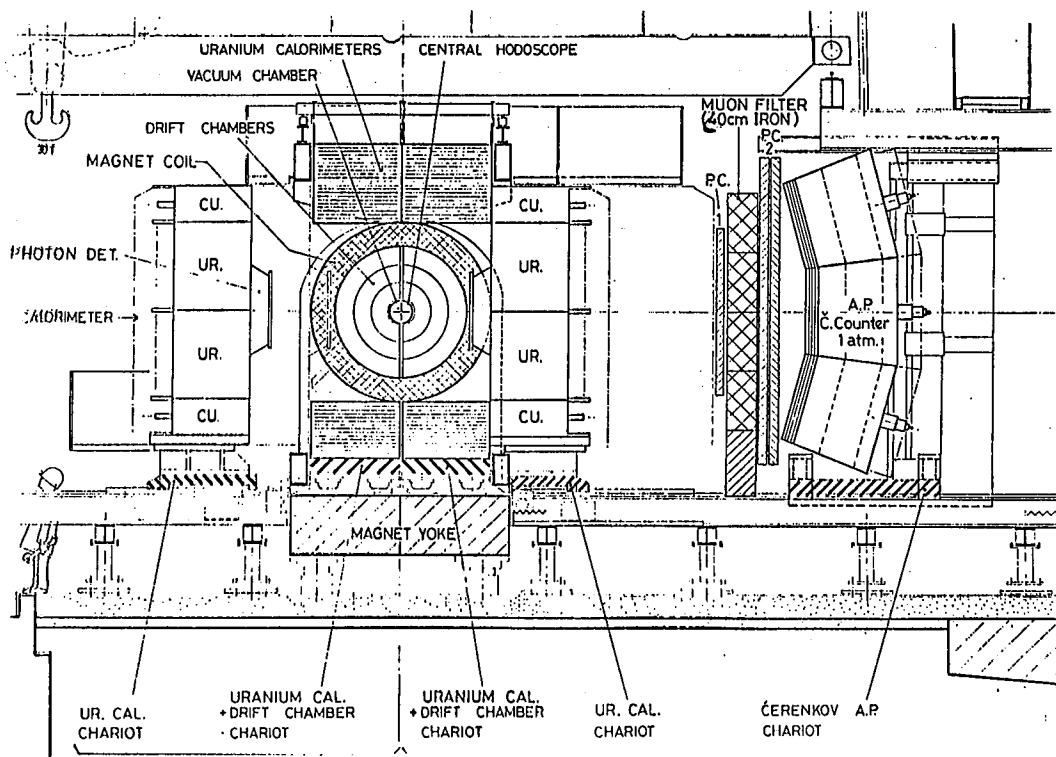 URANIUM CALORIMETERS
CENTRAL HODOSCOPE
VACUUM CHAMBER
DRIFT CHAMBERS
MAGNET COIL
PHOTON DET.
CALORIMETER
MUON FILTER
(40cm IRON)
P.C.
2
P.C.
CU.
UR.
UR.
CU.
CU.
UR.
UR.
CU.
A.P.
Č.Counter
1 atm.
MAGNET YOKE
UR. CAL.
CHARIOT
URANIUM CAL.
+DRIFT CHAMBER
CHARIOT
URANIUM CAL.
+DRIFT CHAMBER
CHARIOT
UR. CAL.
CHARIOT
ČERENKOV A.P.
CHARIOT